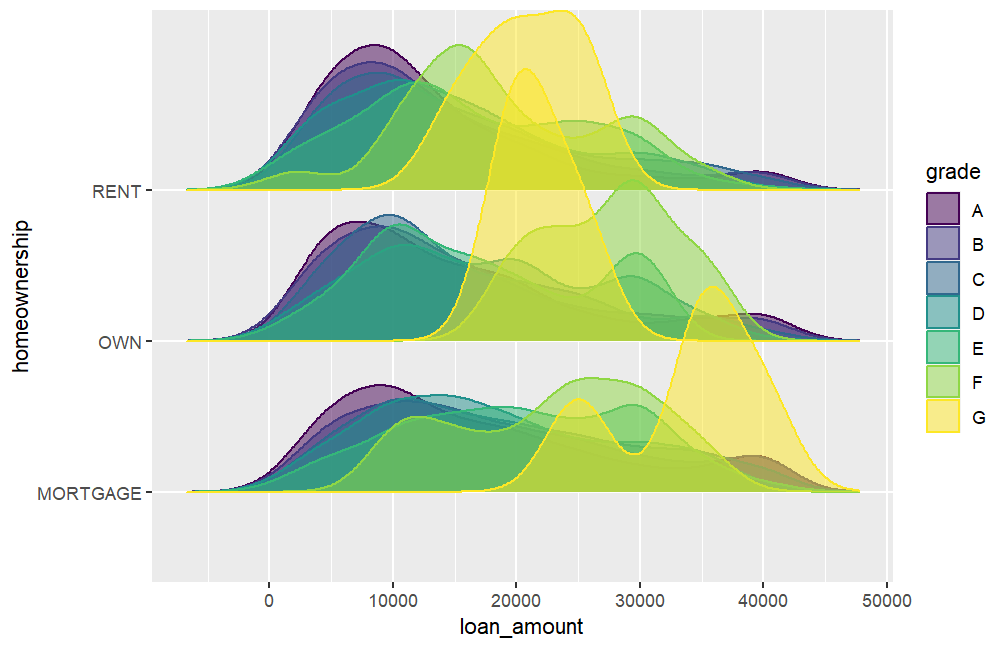 homeownership
RENT
OWN
MORTGAGE
0 10000 20000 30000 40000 50000
loan_amount
grade
A
B
C
D
E
F
G